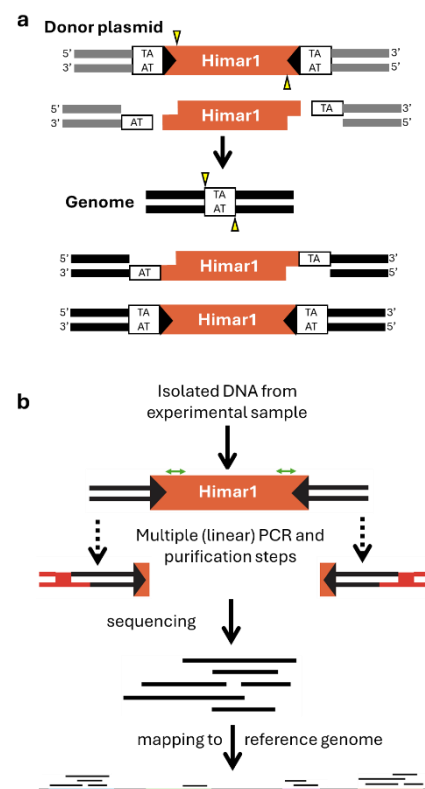 a
Donor plasmid
5' TA 3'
3' AT Himar1 AT 5'
5' TA 3'
3' AT Himar1 5'
TA
Genome AT
5' TA 3'
3' AT Himar1 5'
5' TA TA 3'
3' AT Himar1 AT 5'
b
Isolated DNA from
experimental sample
Himar1
Multiple (linear) PCR and
purification steps
sequencing
mapping to reference genome